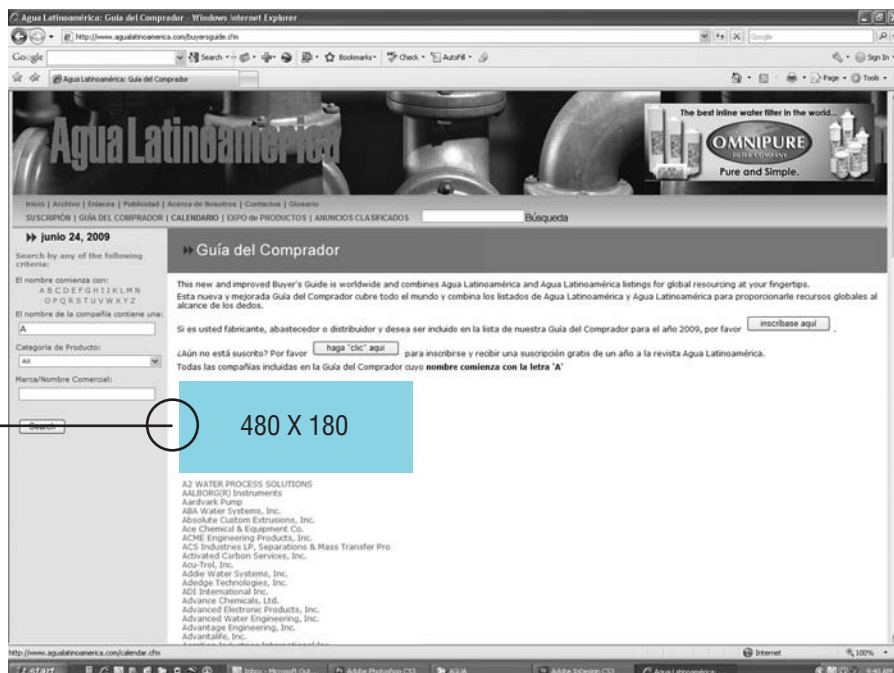 Agua Latinoamérica: Guía del Comprador - Windows Internet Explorer
http://www.agualatinoamerica.com/buyersguide.cfm
Google
Google
Search
Bookmarks
Check
AutoFill
Sign In
Agua Latinoamérica: Guía del Comprador
Page
Tools
Agua Latinoamérica
The best inline water filter in the world...
OMNIPURE
FILTER COMPANY
Pure and Simple.
Inicio | Archivo | Enlaces | Publicidad | Acerca de Nosotros | Contactos | Glosario
SUSCRIPCIÓN | GUÍA DEL COMPRADOR | CALENDARIO | EXPO de PRODUCTOS | ANUNCIOS CLASIFICADOS
Búsqueda
junio 24, 2009
Search by any of the following
criteria:
El nombre comienza con:
A B C D E F G H I J K L M N
O P Q R S T U V W X Y Z
El nombre de la compañía contiene una:
A
Categoría de Producto:
All
Marca/Nombre Comercial:
Search
Guía del Comprador
This new and improved Buyer's Guide is worldwide and combines Agua Latinoamérica and Agua Latinoamérica listings for global resourcing at your fingertips.
Esta nueva y mejorada Guía del Comprador cubre todo el mundo y combina los listados de Agua Latinoamérica y Agua Latinoamérica para proporcionarle recursos globales al
alcance de los dedos.
Si es usted fabricante, abastecedor o distribuidor y desea ser incluido en la lista de nuestra Guía del Comprador para el año 2009, por favor inscríbase aquí .
¿Aún no está suscrito? Por favor haga "clic" aquí para inscribirse y recibir una suscripción gratis de un año a la revista Agua Latinoamérica.
Todas las compañías incluidas en la Guía del Comprador cuyo nombre comienza con la letra 'A'
480 X 180
A2 WATER PROCESS SOLUTIONS
AALBORG(R) Instruments
Aardvark Pump
ABA Water Systems, Inc.
Absolute Custom Extrusions, Inc.
Ace Chemical & Equipment Co.
ACME Engineering Products, Inc.
ACS Industries LP, Separations & Mass Transfer Pro
Activated Carbon Services, Inc.
Acu-Trol, Inc.
Addie Water Systems, Inc.
Adedge Technologies, Inc.
ADI International Inc.
Advance Chemicals, Ltd.
Advanced Electronic Products, Inc.
Advanced Water Engineering, Inc.
Advantage Engineering, Inc.
Advantalife, Inc.
http://www.agualatinoamerica.com/calendar.cfm
Internet
100%
start
Inbox - Microsoft Out...
Adobe Photoshop CS3
AGUA
Adobe InDesign CS3
Agua Latinoamérica:...
9:40 AM